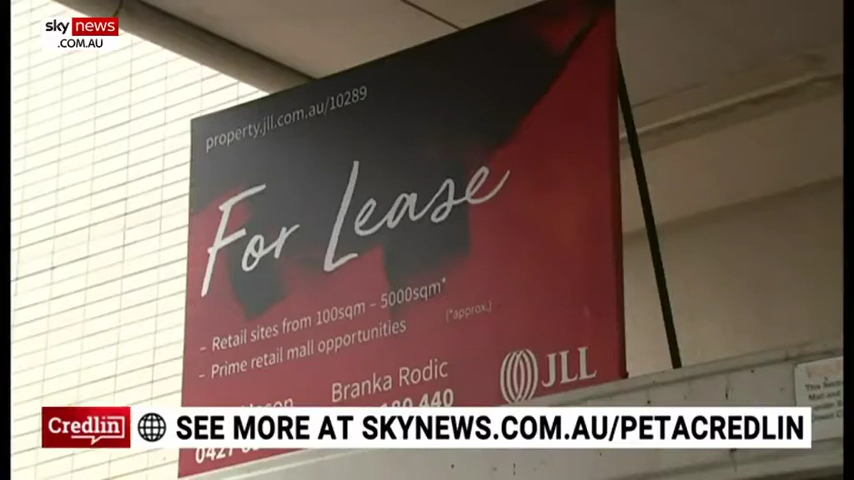 sky news
.COM.AU
property.jll.com.au/10289
For Lease
- Retail sites from 100sqm – 5000sqm*
- Prime retail mall opportunities
(*approx.)
Branka Rodic
JLL
0427
Credlin
SEE MORE AT SKYNEWS.COM.AU/PETACREDLIN